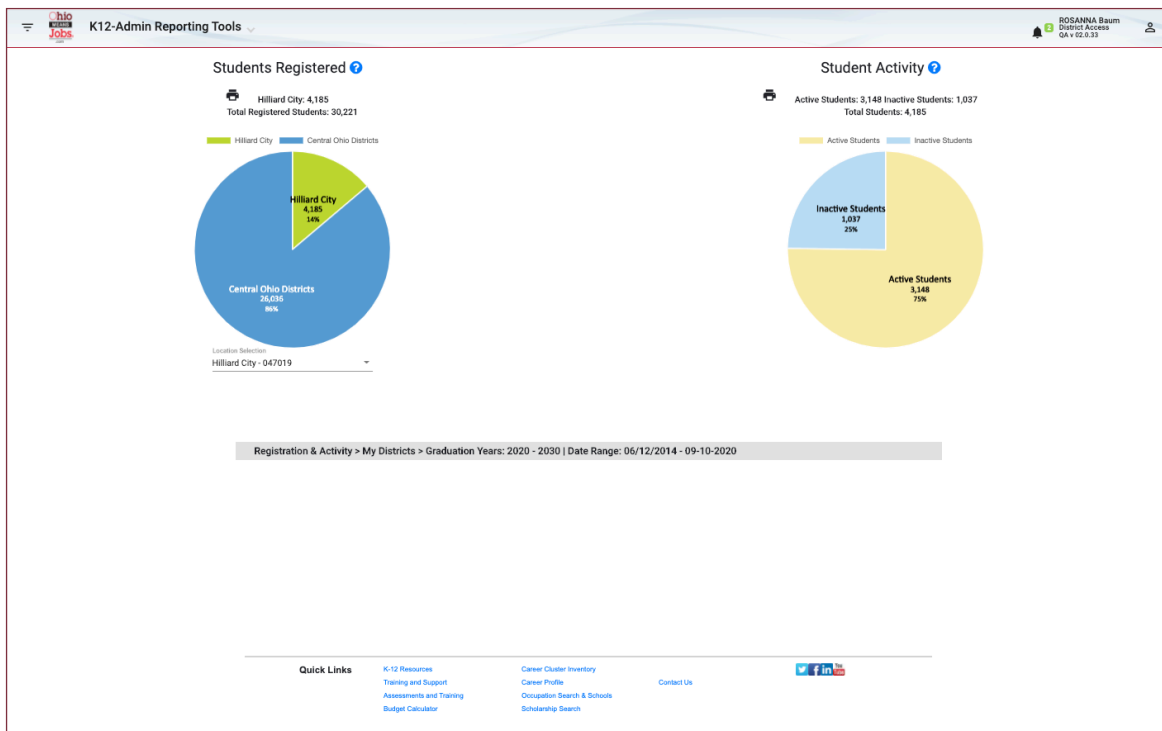 Ohio
MEANS
Jobs.
K12-Admin Reporting Tools
2
ROSANNA Baum
District Access
QA v 02.0.33
Students Registered ?
Hilliard City: 4,185
Total Registered Students: 30,221
Hilliard City Central Ohio Districts
Hilliard City
4,185
14%
Central Ohio Districts
26,036
86%
Location Selection
Hilliard City - 047019
Student Activity ?
Active Students: 3,148 Inactive Students: 1,037
Total Students: 4,185
Active Students Inactive Students
Inactive Students
1,037
25%
Active Students
3,148
75%
Registration & Activity > My Districts > Graduation Years: 2020 - 2030 | Date Range: 06/12/2014 - 09-10-2020
Quick Links
K-12 Resources
Training and Support
Assessments and Training
Budget Calculator
Career Cluster Inventory
Career Profile
Occupation Search & Schools
Scholarship Search
Contact Us
f in You Tube